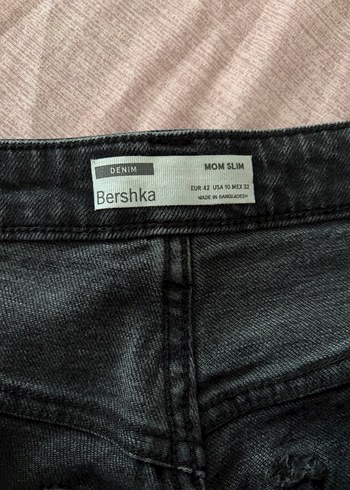 DENIM
Bershka
MOM SLIM
EUR 42 USA 10 MEX 32
MADE IN BANGLADESH